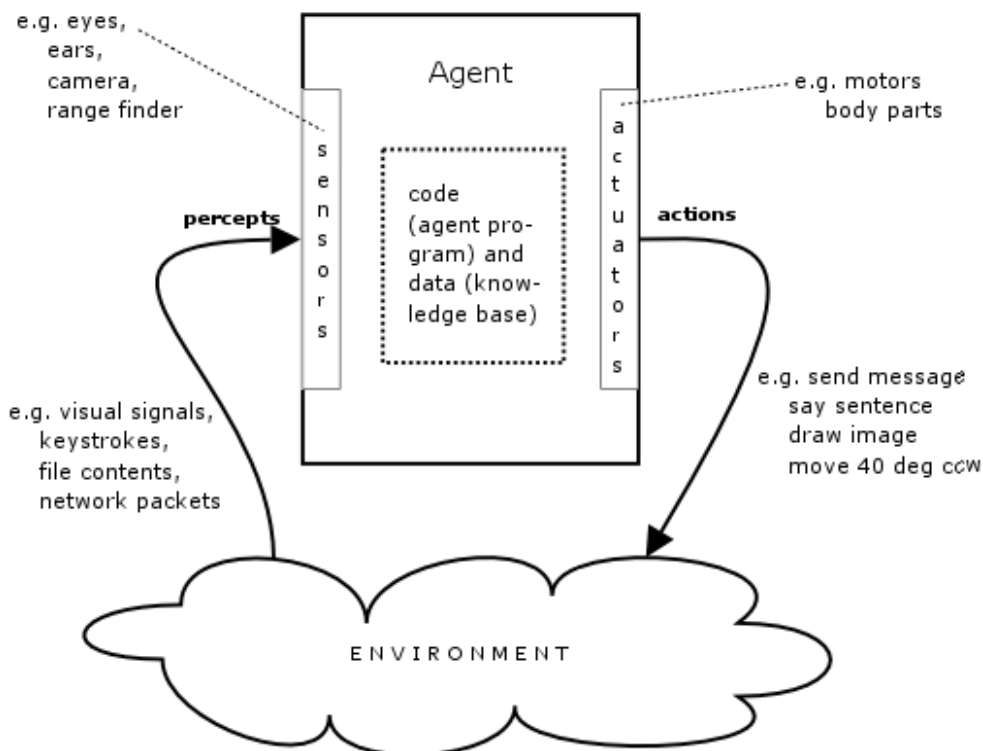 e.g. eyes,
ears,
camera,
range finder
Agent
e.g. motors
body parts
sensors
actuators
code
(agent pro-
gram) and
data (know-
ledge base)
percepts
actions
e.g. visual signals,
keystrokes,
file contents,
network packets
e.g. send message
say sentence
draw image
move 40 deg ccw
ENVIRONMENT